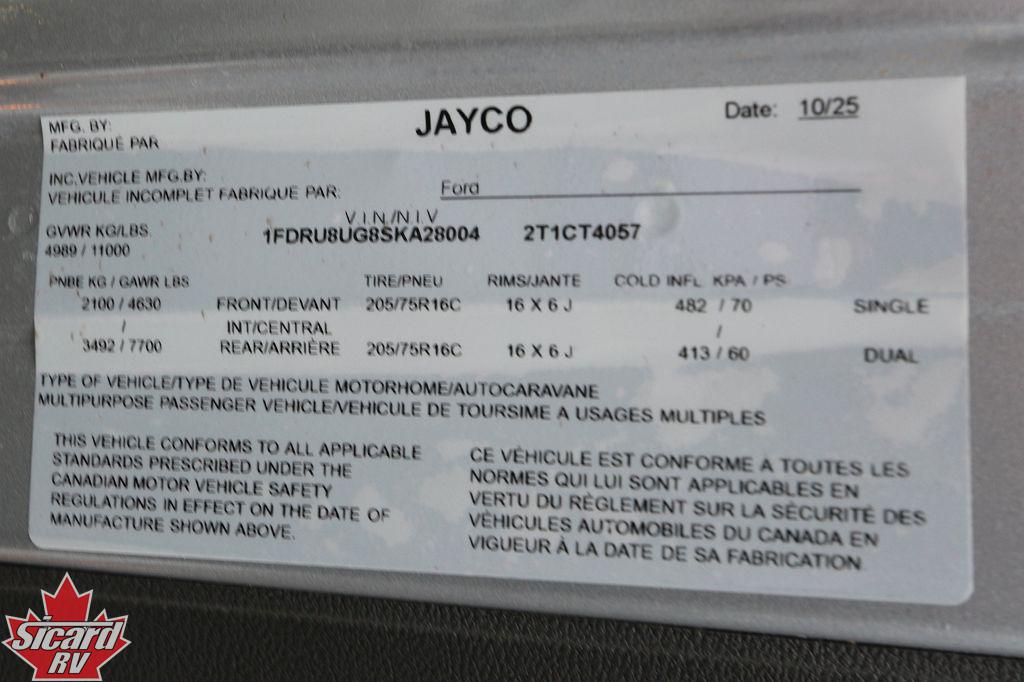 MFG. BY:
FABRIQUÉ PAR
JAYCO
Date: 10/25
INC.VEHICLE MFG.BY:
VEHICULE INCOMPLET FABRIQUE PAR: Ford
V.I.N/N.I.V
GVWR KG/LBS.
4989 / 11000
1FDRU8UG8SKA28004 2T1CT4057
PNBE KG / GAWR LBS TIRE/PNEU RIMS/JANTE COLD INFL. KPA / PS
2100 / 4630 FRONT/DEVANT 205/75R16C 16 X 6 J 482 / 70 SINGLE
/ INT/CENTRAL /
3492 / 7700 REAR/ARRIÈRE 205/75R16C 16 X 6 J 413 / 60 DUAL
TYPE OF VEHICLE/TYPE DE VEHICULE MOTORHOME/AUTOCARAVANE
MULTIPURPOSE PASSENGER VEHICLE/VEHICULE DE TOURSIME A USAGES MULTIPLES
THIS VEHICLE CONFORMS TO ALL APPLICABLE
STANDARDS PRESCRIBED UNDER THE
CANADIAN MOTOR VEHICLE SAFETY
REGULATIONS IN EFFECT ON THE DATE OF
MANUFACTURE SHOWN ABOVE.
CE VÉHICULE EST CONFORME A TOUTES LES
NORMES QUI LUI SONT APPLICABLES EN
VERTU DU RÈGLEMENT SUR LA SÉCURITÉ DES
VÉHICULES AUTOMOBILES DU CANADA EN
VIGUEUR À LA DATE DE SA FABRICATION
Sicard
RV